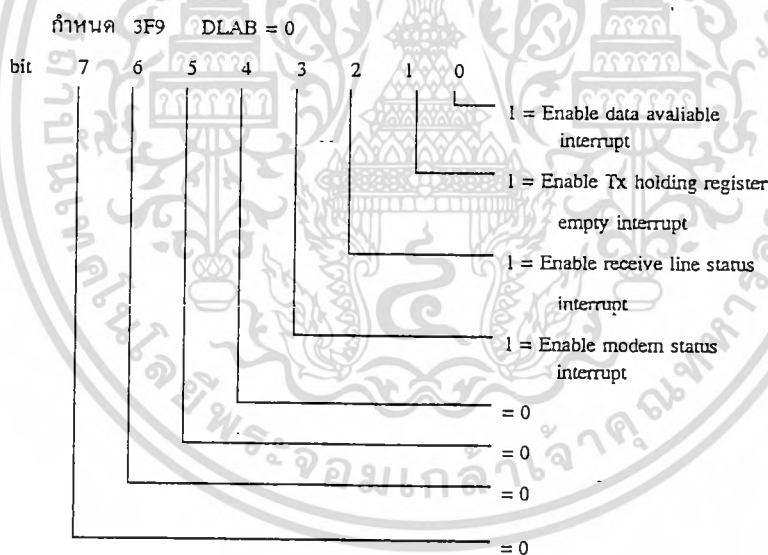 กำหนด 3F9 DLAB = 0
bit 7 6 5 4 3 2 1 0
1 = Enable data avaliable
interrupt
1 = Enable Tx holding register
empty interrupt
1 = Enable receive line status
interrupt
1 = Enable modem status
interrupt
= 0
= 0
= 0
= 0